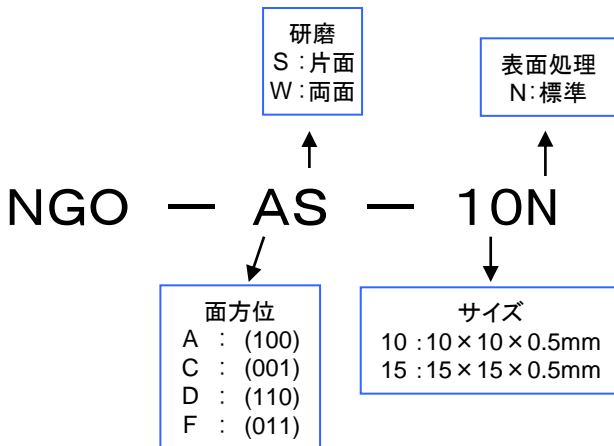 研磨
S ：片面
W：両面
表面処理
N：標準
NGO — AS — 10N
面方位
A ： (100)
C ： (001)
D ： (110)
F ： (011)
サイズ
10 ：10×10×0.5mm
15 ：15×15×0.5mm